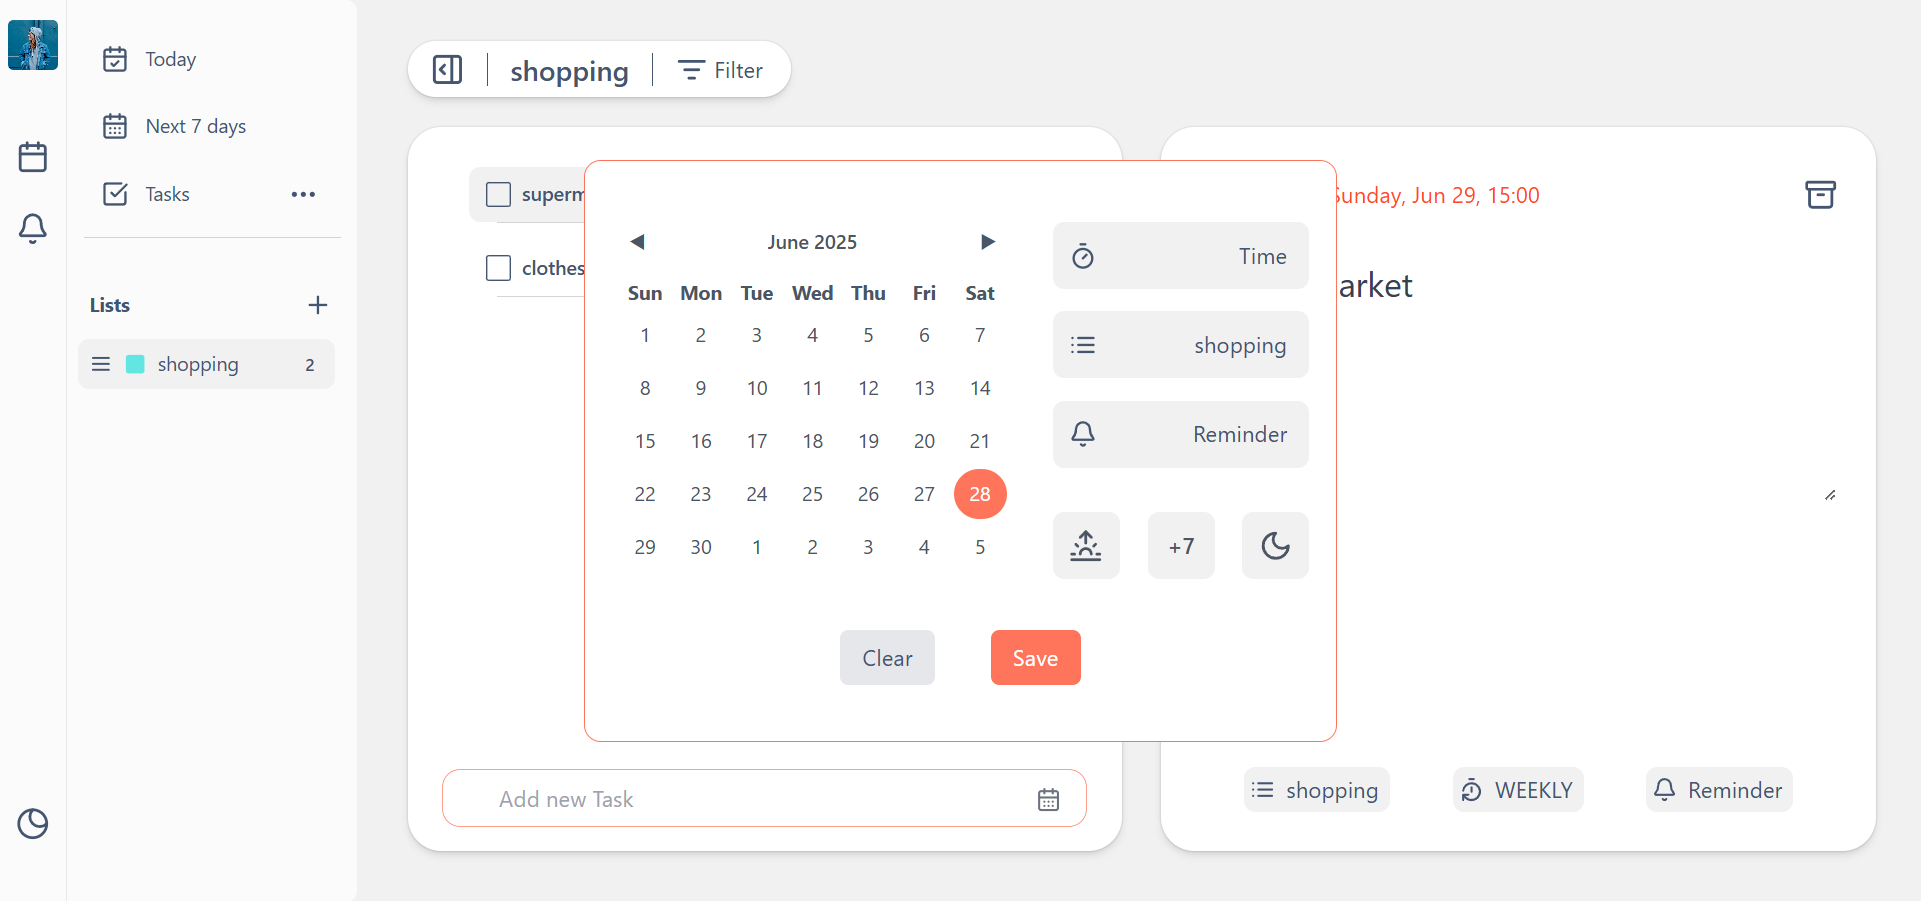 Today
Next 7 days
Tasks
Lists
shopping 2
shopping Filter
superm
clothes
Add new Task
June 2025
Sun Mon Tue Wed Thu Fri Sat
1 2 3 4 5 6 7
8 9 10 11 12 13 14
15 16 17 18 19 20 21
22 23 24 25 26 27 28
29 30 1 2 3 4 5
Time
shopping
Reminder
+7
Clear Save
Sunday, Jun 29, 15:00
arket
shopping WEEKLY Reminder